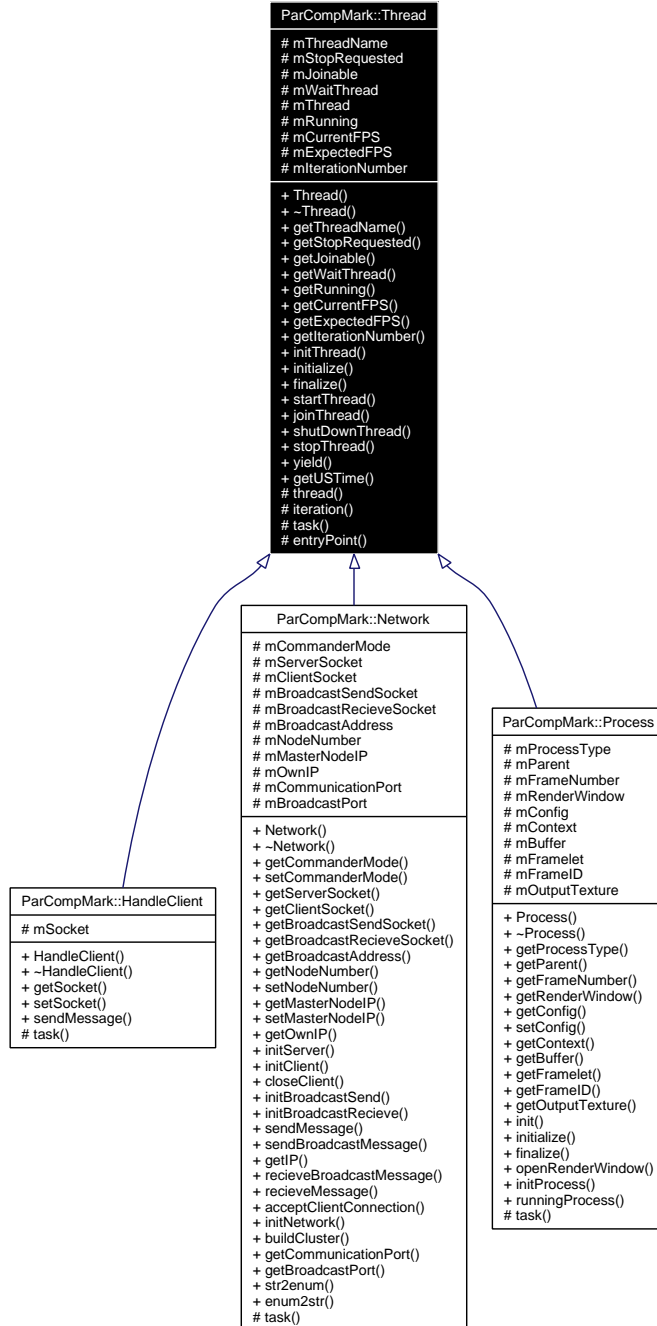 ParCompMark::Thread
# mThreadName
# mStopRequested
# mJoinable
# mWaitThread
# mThread
# mRunning
# mCurrentFPS
# mExpectedFPS
# mIterationNumber
+ Thread()
+ ~Thread()
+ getThreadName()
+ getStopRequested()
+ getJoinable()
+ getWaitThread()
+ getRunning()
+ getCurrentFPS()
+ getExpectedFPS()
+ getIterationNumber()
+ initThread()
+ initialize()
+ finalize()
+ startThread()
+ joinThread()
+ shutDownThread()
+ stopThread()
+ yield()
+ getUSTime()
# thread()
# iteration()
# task()
# entryPoint()
ParCompMark::HandleClient
# mSocket
+ HandleClient()
+ ~HandleClient()
+ getSocket()
+ setSocket()
+ sendMessage()
# task()
ParCompMark::Network
# mCommanderMode
# mServerSocket
# mClientSocket
# mBroadcastSendSocket
# mBroadcastRecieveSocket
# mBroadcastAddress
# mNodeNumber
# mMasterNodeIP
# mOwnIP
# mCommunicationPort
# mBroadcastPort
+ Network()
+ ~Network()
+ getCommanderMode()
+ setCommanderMode()
+ getServerSocket()
+ getClientSocket()
+ getBroadcastSendSocket()
+ getBroadcastRecieveSocket()
+ getBroadcastAddress()
+ getNodeNumber()
+ setNodeNumber()
+ getMasterNodeIP()
+ setMasterNodeIP()
+ getOwnIP()
+ initServer()
+ initClient()
+ closeClient()
+ initBroadcastSend()
+ initBroadcastRecieve()
+ sendMessage()
+ sendBroadcastMessage()
+ getIP()
+ recieveBroadcastMessage()
+ recieveMessage()
+ acceptClientConnection()
+ initNetwork()
+ buildCluster()
+ getCommunicationPort()
+ getBroadcastPort()
+ str2enum()
+ enum2str()
# task()
ParCompMark::Process
# mProcessType
# mParent
# mFrameNumber
# mRenderWindow
# mConfig
# mContext
# mBuffer
# mFramelet
# mFrameID
# mOutputTexture
+ Process()
+ ~Process()
+ getProcessType()
+ getParent()
+ getFrameNumber()
+ getRenderWindow()
+ getConfig()
+ setConfig()
+ getContext()
+ getBuffer()
+ getFramelet()
+ getFrameID()
+ getOutputTexture()
+ init()
+ initialize()
+ finalize()
+ openRenderWindow()
+ initProcess()
+ runningProcess()
# task()